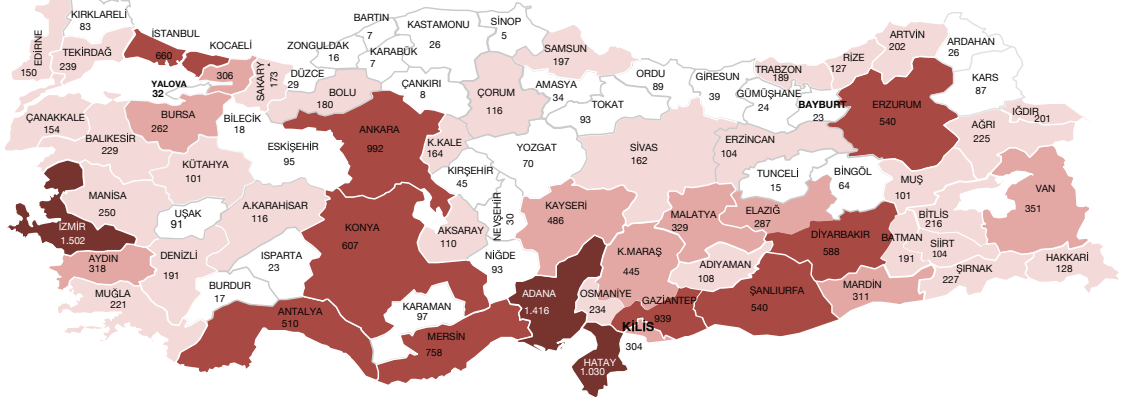 KIRKLARELİ
83
EDİRNE
150
TEKİRDAĞ
239
İSTANBUL
660
KOCAELİ
306
YALOVA
32
SAKARY
173
DÜZCE
29
ZONGULDAK
16
BARTIN
7
KARABÜK
7
KASTAMONU
26
SİNOP
5
SAMSUN
197
ORDU
89
GİRESUN
39
TRABZON
189
RİZE
127
ARTVİN
202
ARDAHAN
26
KARS
87
IĞDIR
201
ÇANAKKALE
154
BALIKESİR
229
BURSA
262
BİLECİK
18
BOLU
180
ÇANKIRI
8
ÇORUM
116
AMASYA
34
TOKAT
93
GÜMÜŞHANE
24
BAYBURT
23
ERZURUM
540
AĞRI
225
ESKİŞEHİR
95
ANKARA
992
K.KALE
164
YOZGAT
70
SİVAS
162
ERZİNCAN
104
KÜTAHYA
101
MANİSA
250
UŞAK
91
A.KARAHİSAR
116
KIRŞEHİR
45
NEVŞEHİR
30
KAYSERİ
486
MALATYA
329
TUNCELİ
15
ELAZIĞ
287
BİNGÖL
64
MUŞ
101
BİTLİS
216
VAN
351
İZMİR
1.502
AYDIN
318
DENİZLİ
191
ISPARTA
23
KONYA
607
AKSARAY
110
NİĞDE
93
K.MARAŞ
445
ADIYAMAN
108
DİYARBAKIR
588
BATMAN
191
SİİRT
104
ŞIRNAK
227
HAKKARİ
128
MUĞLA
221
BURDUR
17
ANTALYA
510
KARAMAN
97
MERSİN
758
ADANA
1.416
OSMANİYE
234
GAZİANTEP
939
KİLİS
304
ŞANLIURFA
540
MARDİN
311
HATAY
1.030